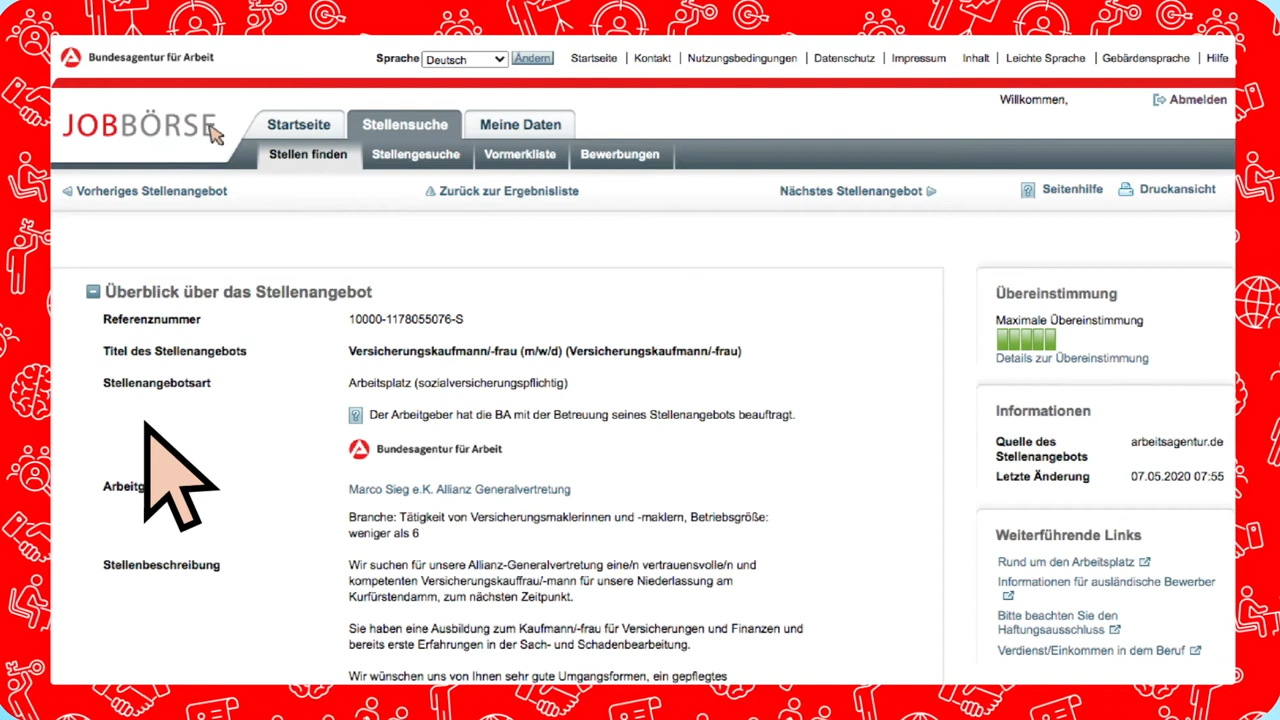 Bundesagentur für Arbeit
Sprache Deutsch Ändern Startseite | Kontakt | Nutzungsbedingungen | Datenschutz | Impressum Inhalt | Leichte Sprache | Gebärdensprache | Hilfe
Willkommen, Abmelden
JOBBÖRSE
Startseite Stellensuche Meine Daten
Stellen finden Stellengesuche Vormerkliste Bewerbungen
Vorheriges Stellenangebot Zurück zur Ergebnisliste Nächstes Stellenangebot Seitenhilfe Druckansicht
Überblick über das Stellenangebot
Referenznummer 10000-1178055076-S
Titel des Stellenangebots Versicherungskaufmann/-frau (m/w/d) (Versicherungskaufmann/-frau)
Stellenangebotsart Arbeitsplatz (sozialversicherungspflichtig)
Der Arbeitgeber hat die BA mit der Betreuung seines Stellenangebots beauftragt.
Bundesagentur für Arbeit
Marco Sieg e.K. Allianz Generalvertretung
Branche: Tätigkeit von Versicherungsmaklerinnen und -maklern, Betriebsgröße:
weniger als 6
Stellenbeschreibung Wir suchen für unsere Allianz-Generalvertretung eine/n vertrauensvolle/n und
kompetenten Versicherungskauffrau/-mann für unsere Niederlassung am
Kurfürstendamm, zum nächsten Zeitpunkt.
Sie haben eine Ausbildung zum Kaufmann/-frau für Versicherungen und Finanzen und
bereits erste Erfahrungen in der Sach- und Schadenbearbeitung.
Wir wünschen uns von Ihnen sehr gute Umgangsformen, ein gepflegtes
Übereinstimmung
Maximale Übereinstimmung
Details zur Übereinstimmung
Informationen
Quelle des arbeitsagentur.de
Stellenangebots
Letzte Änderung 07.05.2020 07:55
Weiterführende Links
Rund um den Arbeitsplatz
Informationen für ausländische Bewerber
Bitte beachten Sie den
Haftungsausschluss
Verdienst/Einkommen in dem Beruf